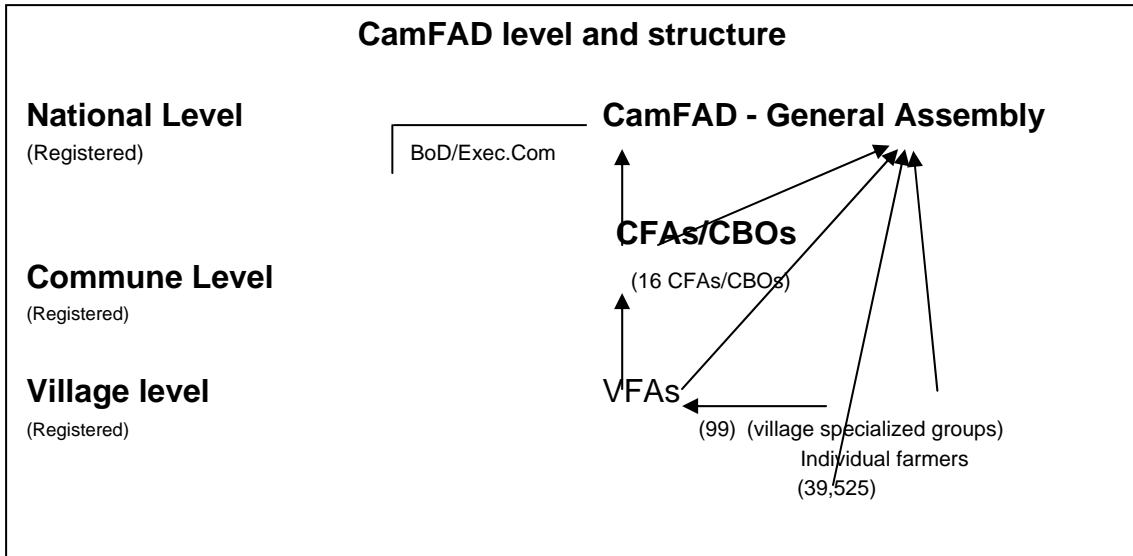 CamFAD level and structure
National Level
CamFAD - General Assembly
(Registered)
BoD/Exec.Com
CFAs/CBOs
Commune Level
(16 CFAs/CBOs)
(Registered)
Village level
VFAs
(Registered)
(99) (village specialized groups)
Individual farmers
(39,525)